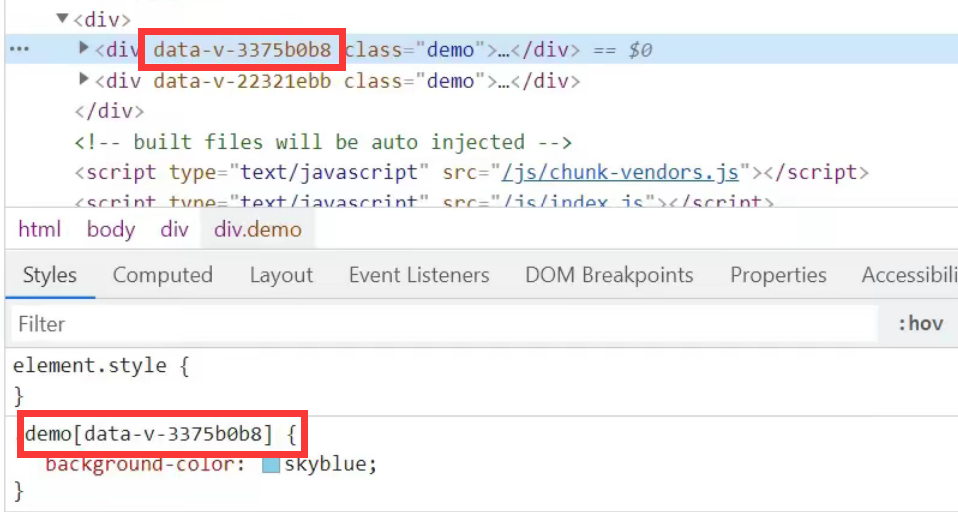 ▼<div>
··· ▶<div data-v-3375b0b8 class="demo">…</div> == $0
▶<div data-v-22321ebb class="demo">…</div>
</div>
<!-- built files will be auto injected -->
<script type="text/javascript" src="/js/chunk-vendors.js"></script>
<script type="text/javascript" src="/js/index.js"></script>
html body div div.demo
Styles Computed Layout Event Listeners DOM Breakpoints Properties Accessibili
Filter :hov
element.style {
}
.demo[data-v-3375b0b8] {
background-color: skyblue;
}